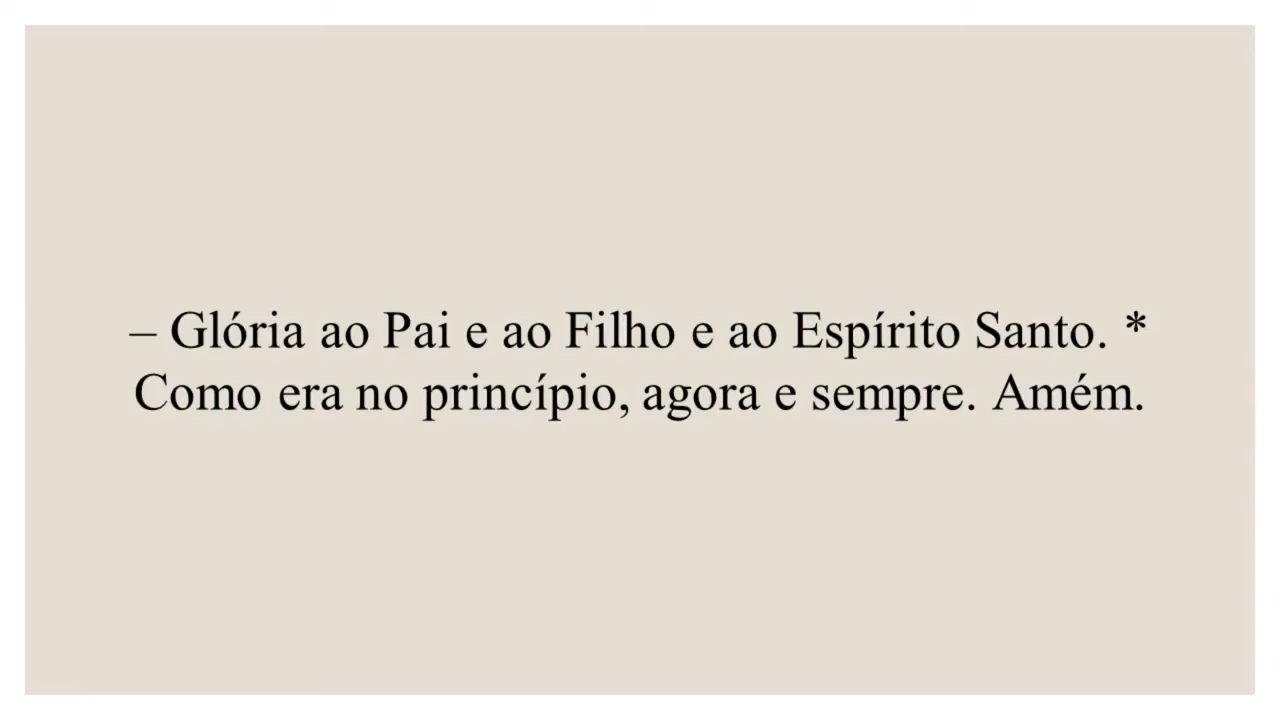 – Glória ao Pai e ao Filho e ao Espírito Santo. *
Como era no princípio, agora e sempre. Amém.